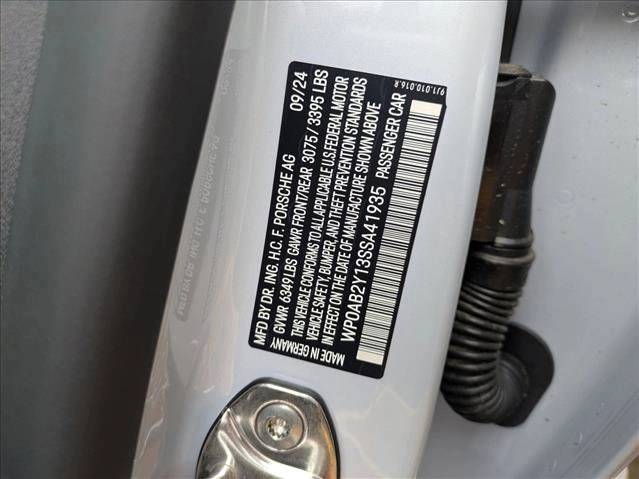 MFD BY DR. ING. H.C. F. PORSCHE AG 09/24
GVWR 6349 LBS GAWR FRONT/REAR 3075 / 3395 LBS
THIS VEHICLE CONFORMS TO ALL APPLICABLE U.S. FEDERAL MOTOR
VEHICLE SAFETY, BUMPER, AND THEFT PREVENTION STANDARDS
IN EFFECT ON THE DATE OF MANUFACTURE SHOWN ABOVE
WP0AB2Y13SSA41935 PASSENGER CAR
MADE IN GERMANY
9J1.010.016.R